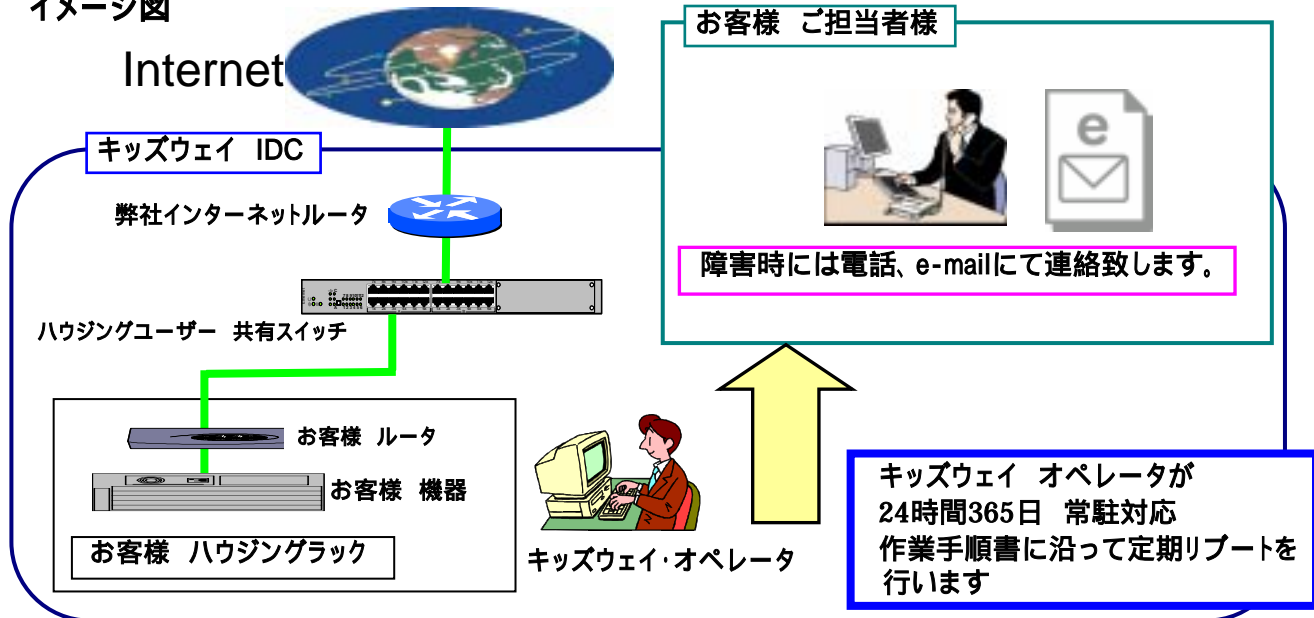 イメージ図
Internet
お客様 ご担当者様
キッズウェイ IDC
e
弊社インターネットルータ
障害時には電話、e-mailにて連絡致します。
ハウジングユーザー 共有スイッチ
お客様 ルータ
お客様 機器
お客様 ハウジングラック
キッズウェイ・オペレータ
キッズウェイ オペレータが
24時間365日 常駐対応
作業手順書に沿って定期リブートを
行います